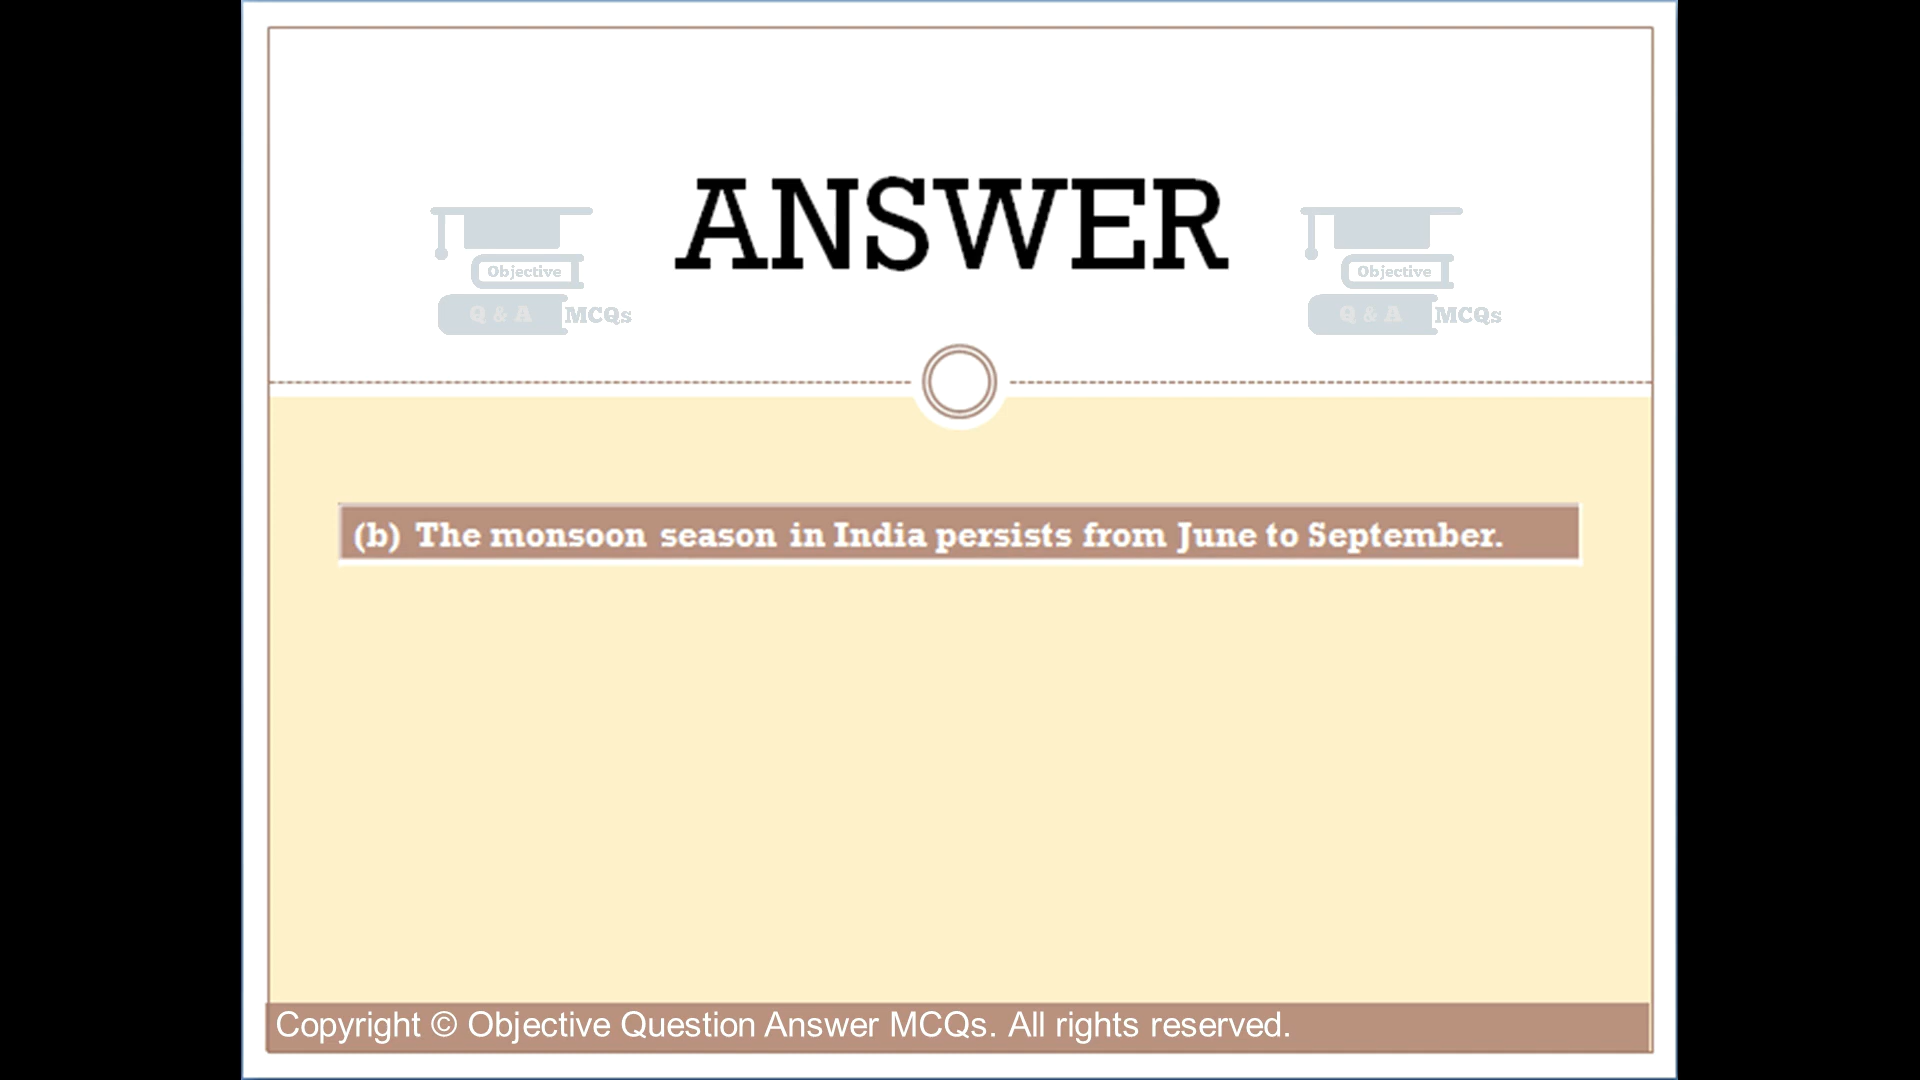 ANSWER
Objective
Q & A MCQs
Objective
Q & A MCQs
(b) The monsoon season in India persists from June to September.
Copyright © Objective Question Answer MCQs. All rights reserved.